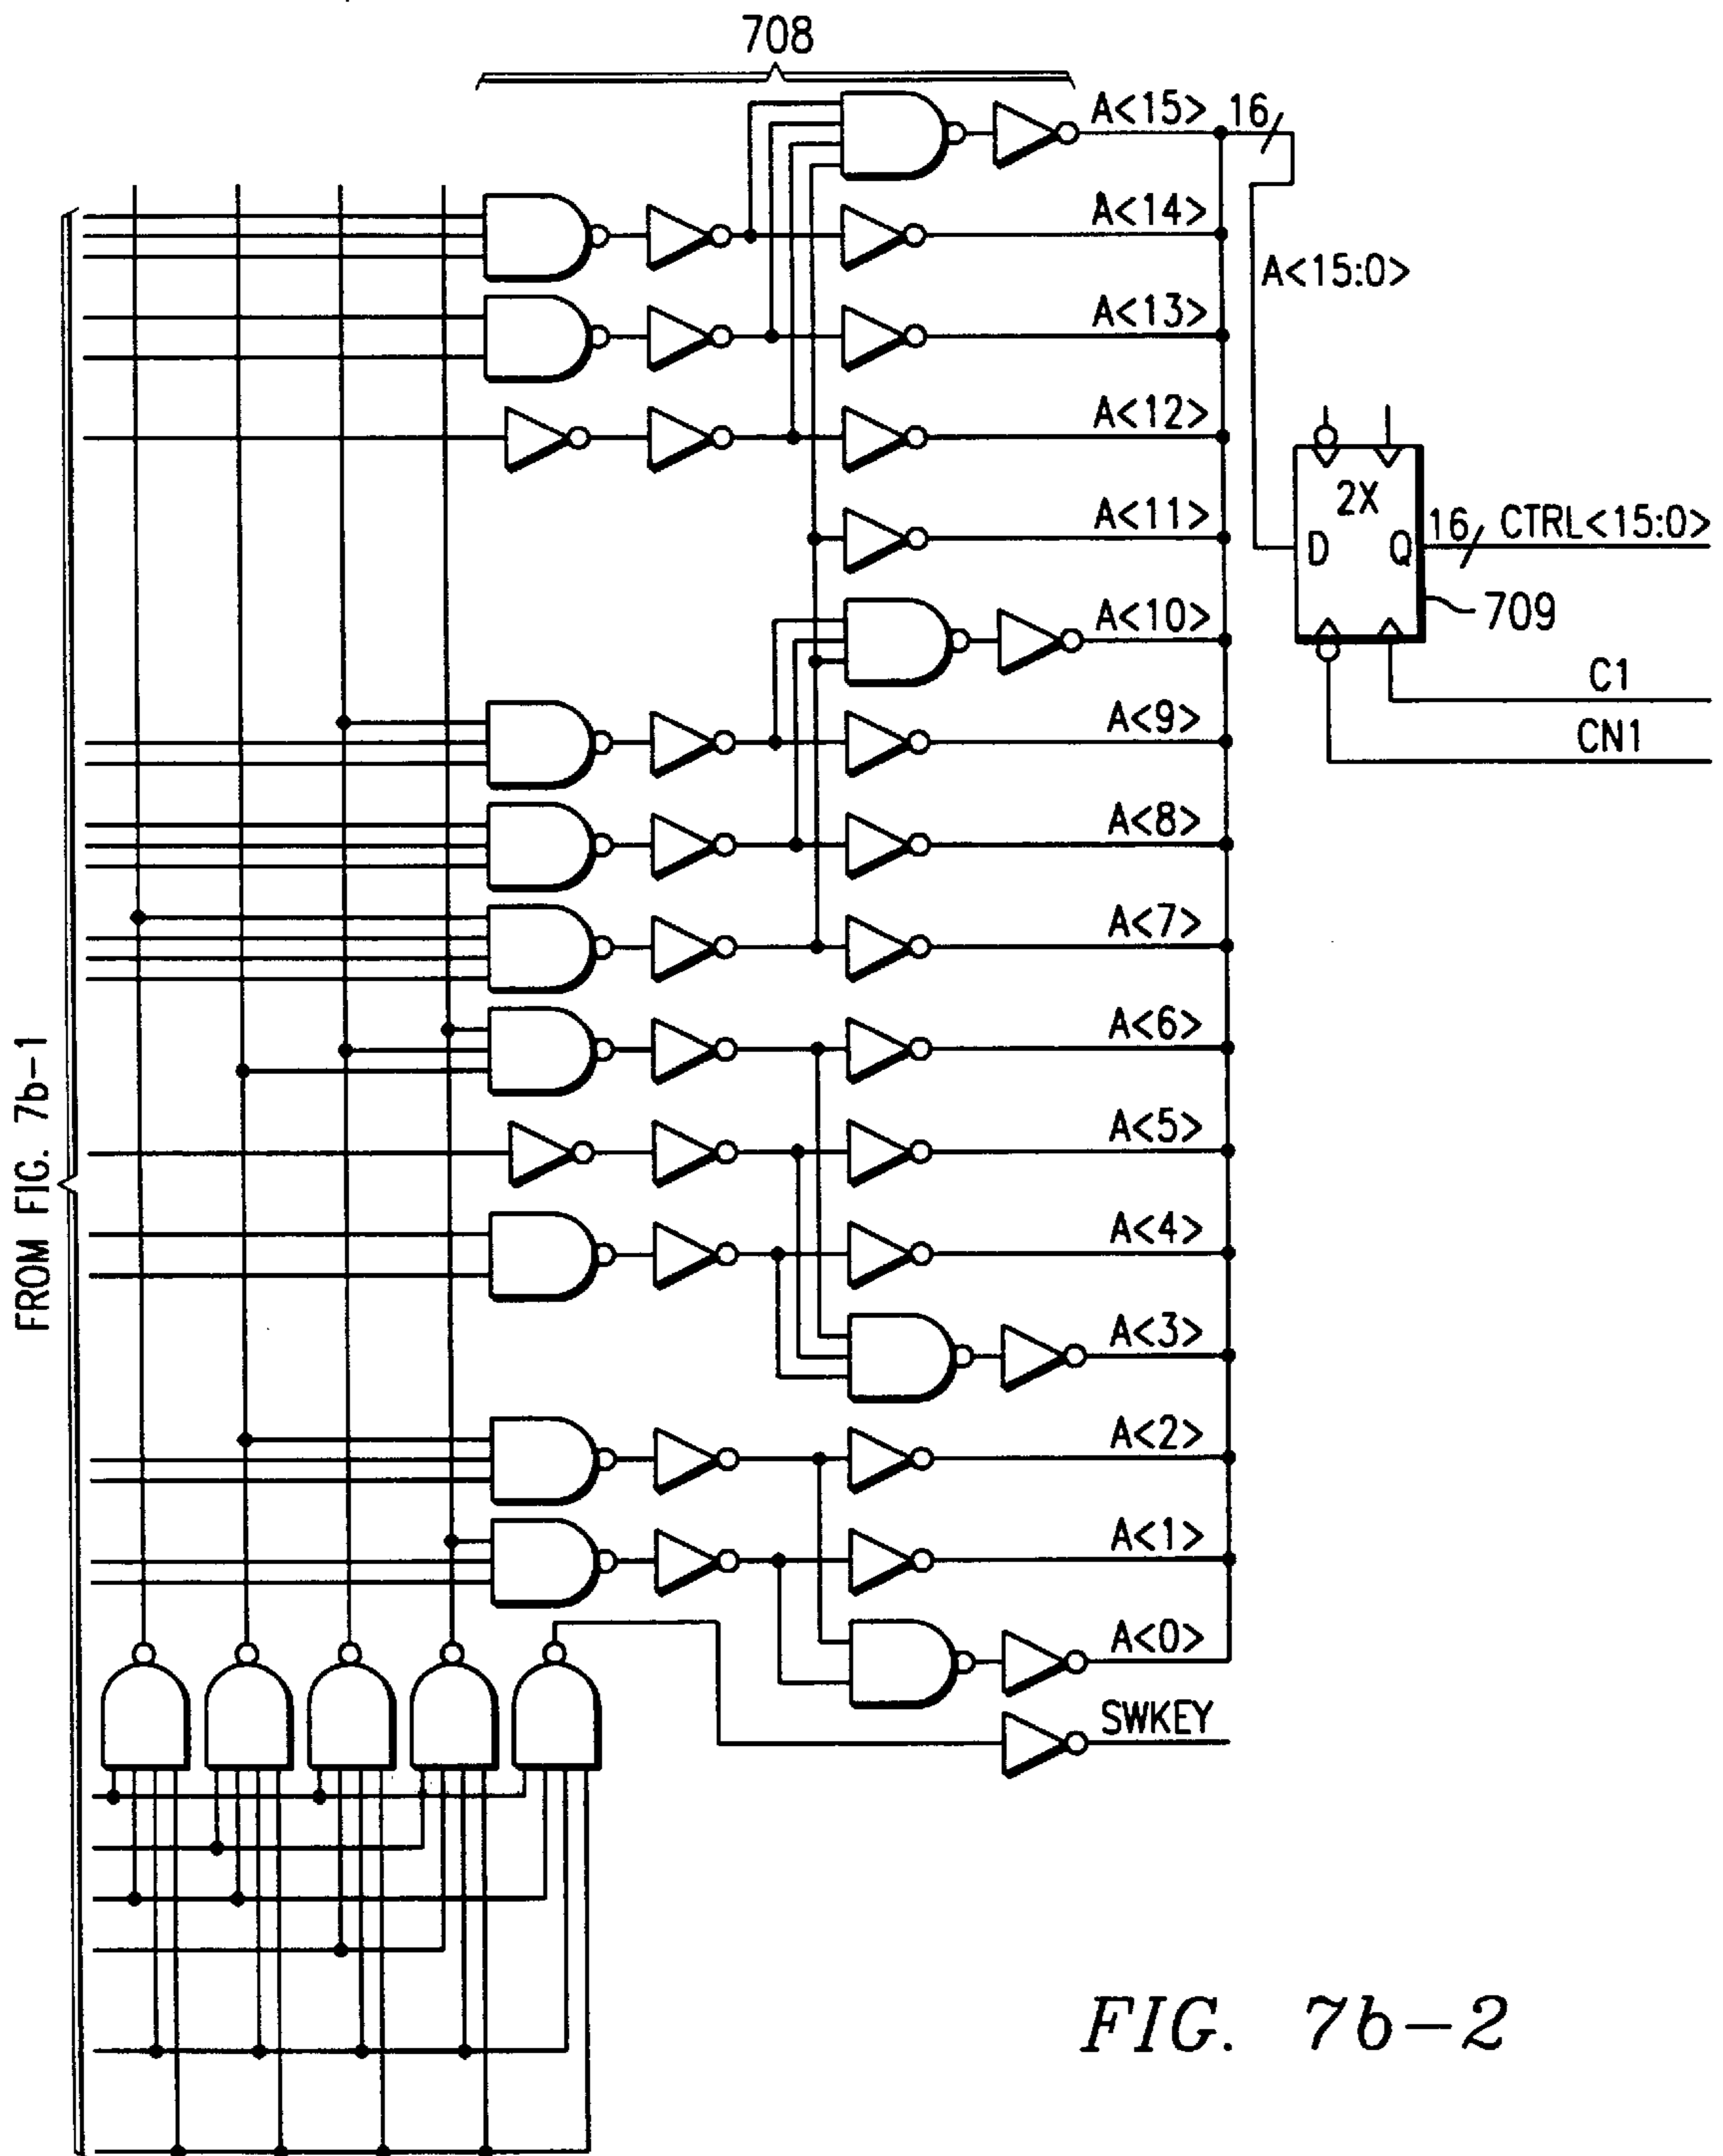 708
A<15>
16
A<14>
A<15:0>
A<13>
A<12>
2X
A<11>
D
Q
16
CTRL<15:0>
709
A<10>
C1
A<9>
CN1
A<8>
A<7>
A<6>
FROM FIG. 7b-1
A<5>
A<4>
A<3>
A<2>
A<1>
A<0>
SWKEY
FIG. 7b-2